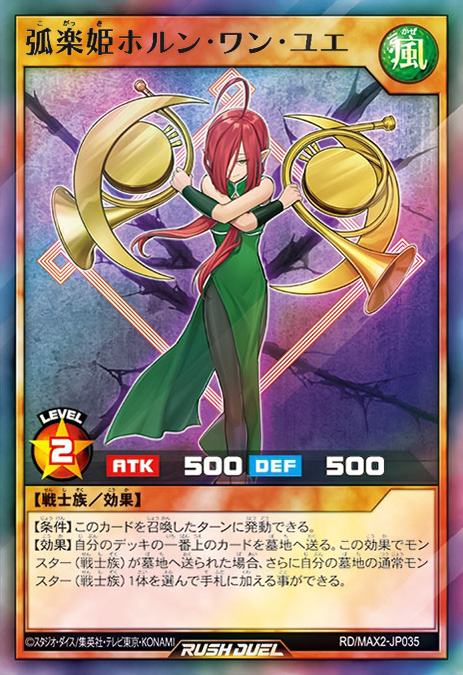 弧楽姫ホルン・ワン・ユエ
風
LEVEL
2
ATK 500 DEF 500
【戦士族／効果】
【条件】このカードを召喚したターンに発動できる。
【効果】自分のデッキの一番上のカードを墓地へ送る。この効果でモン
スター（戦士族）が墓地へ送られた場合、さらに自分の墓地の通常モン
スター（戦士族）1体を選んで手札に加える事ができる。
©スタジオ・ダイス/集英社・テレビ東京・KONAMI
RUSH DUEL
RD/MAX2-JP035